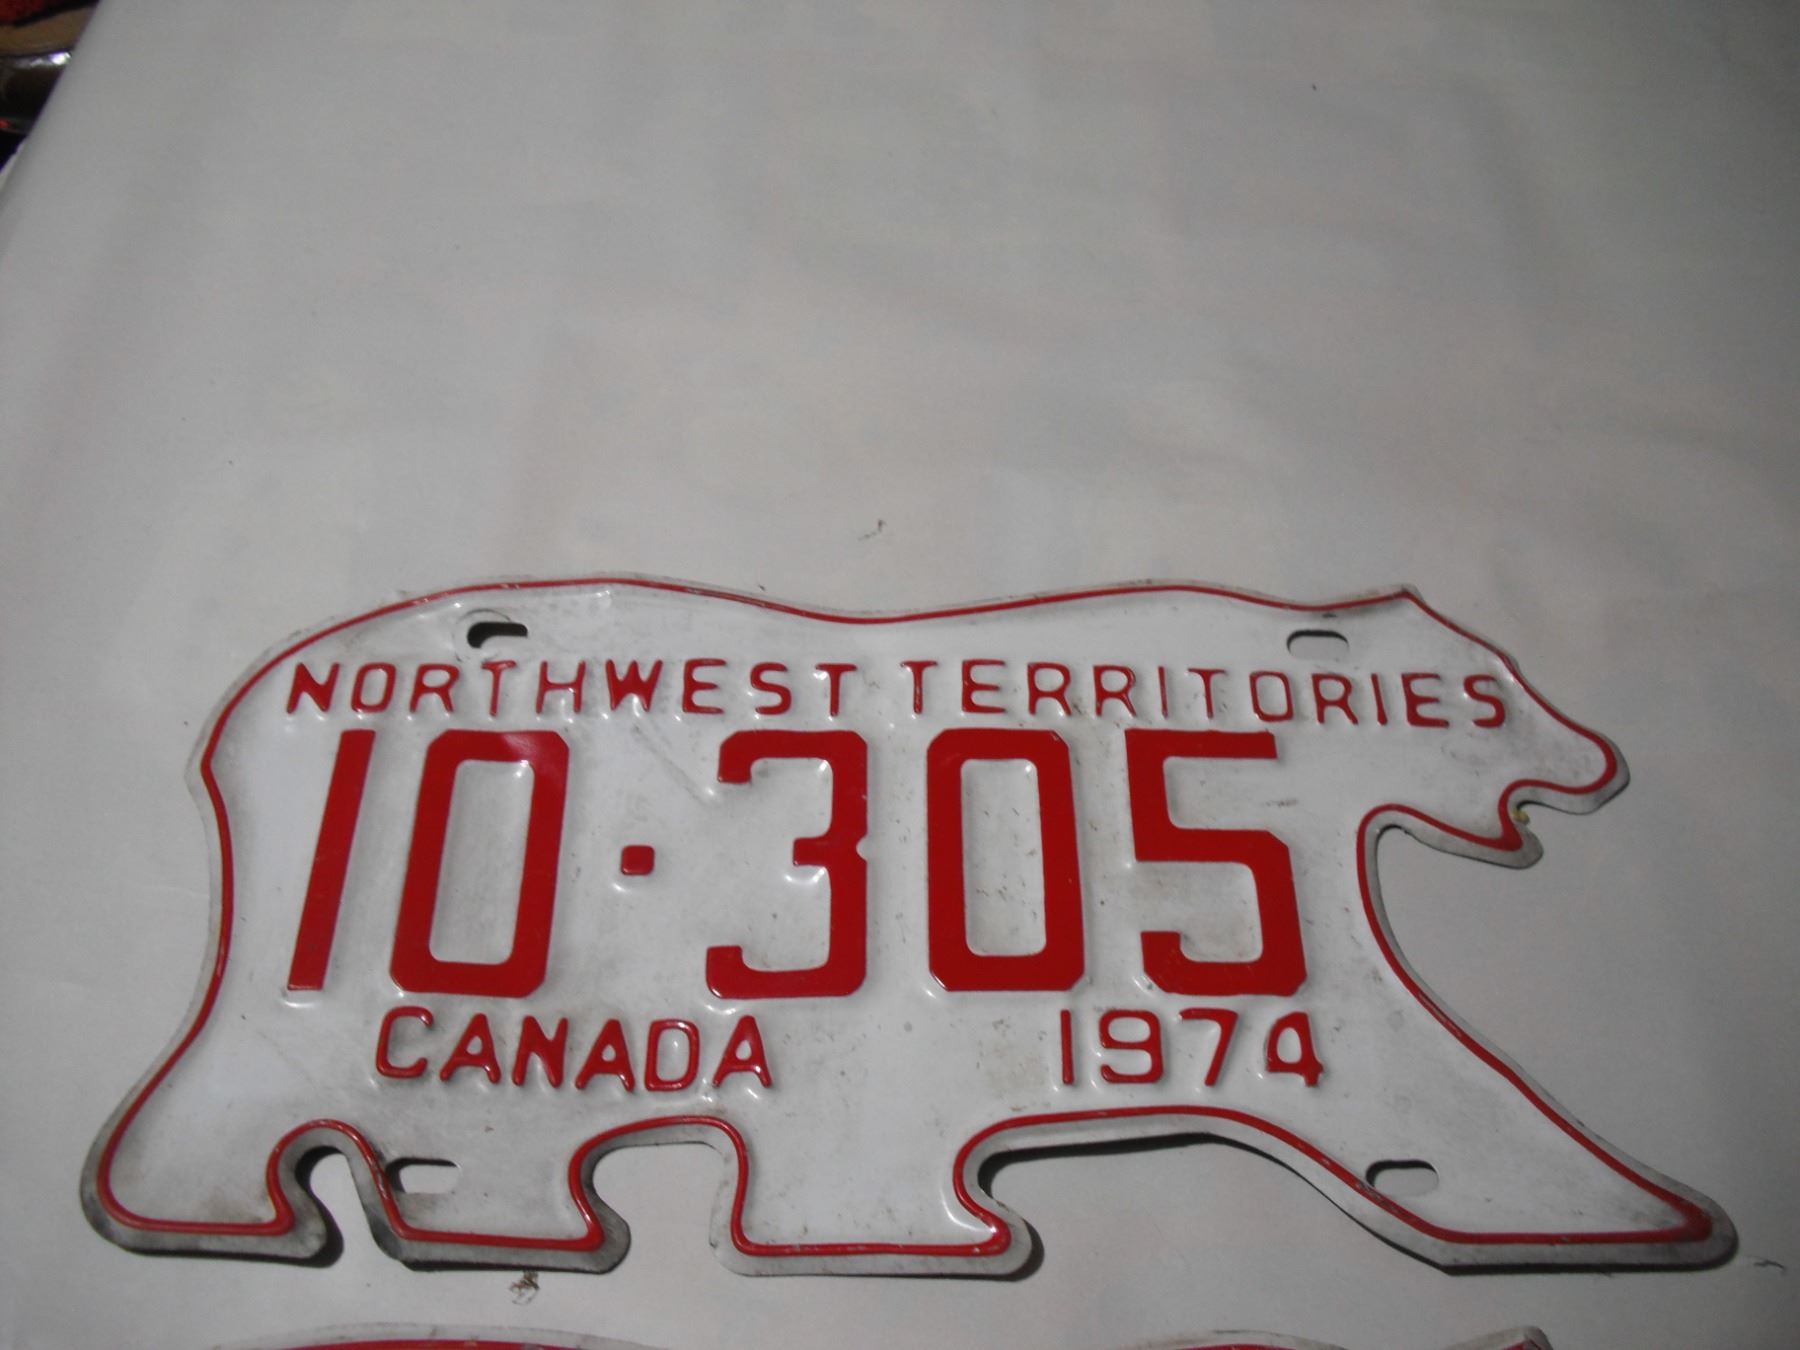 NORTHWEST TERRITORIES
10·305
CANADA 1974